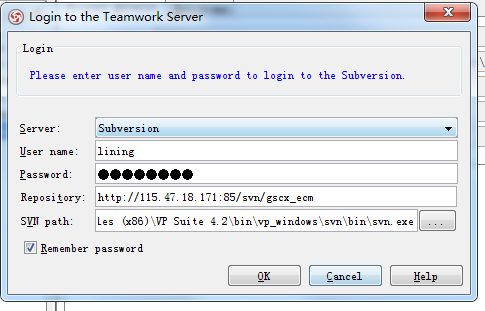 Login to the Teamwork Server
Login
Please enter user name and password to login to the Subversion.
Server: Subversion
User name: lining
Password: ●●●●●●●●
Repository: http://115.47.18.171:85/svn/gscx_ecm
SVN path: les (x86)\VP Suite 4.2\bin\vp_windows\svn\bin\svn.exe ...
Remember password
OK Cancel Help